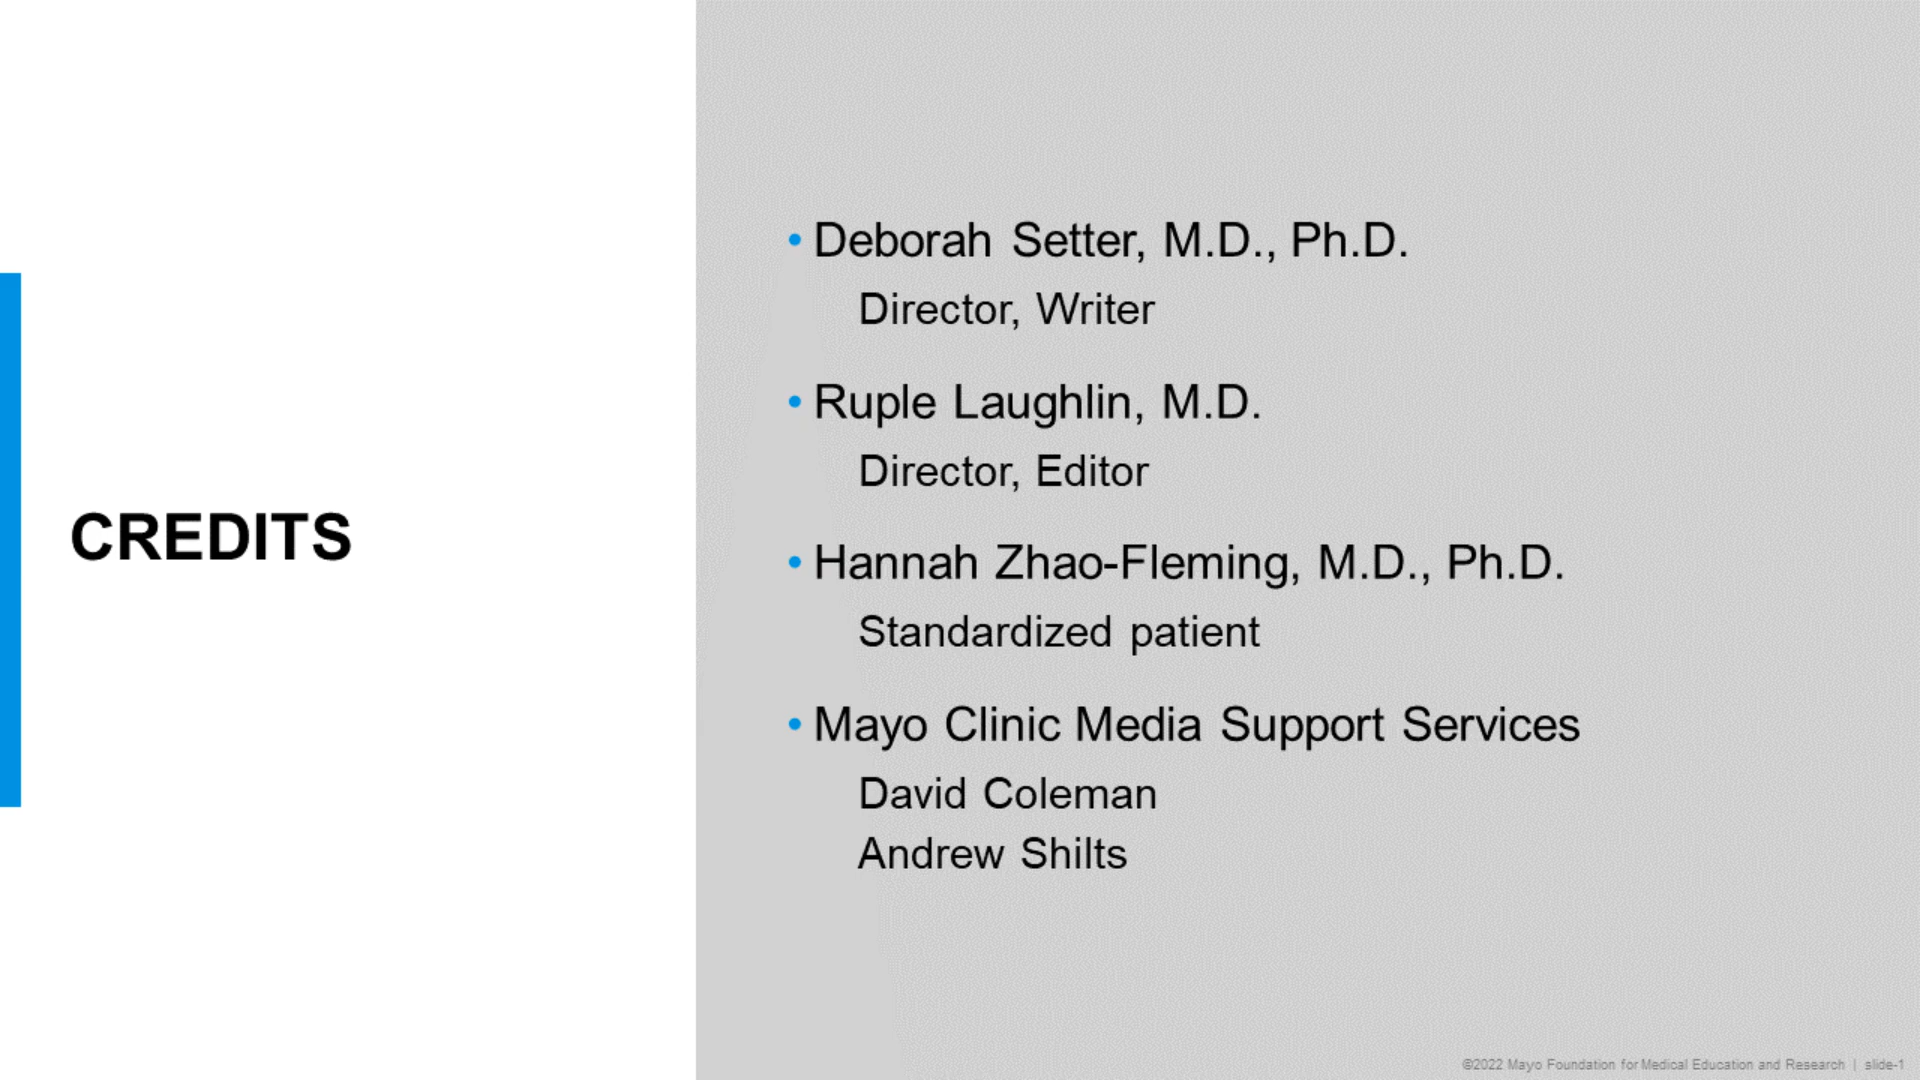 CREDITS
• Deborah Setter, M.D., Ph.D.
Director, Writer
• Ruple Laughlin, M.D.
Director, Editor
• Hannah Zhao-Fleming, M.D., Ph.D.
Standardized patient
• Mayo Clinic Media Support Services
David Coleman
Andrew Shilts
©2022 Mayo Foundation for Medical Education and Research | slide-1